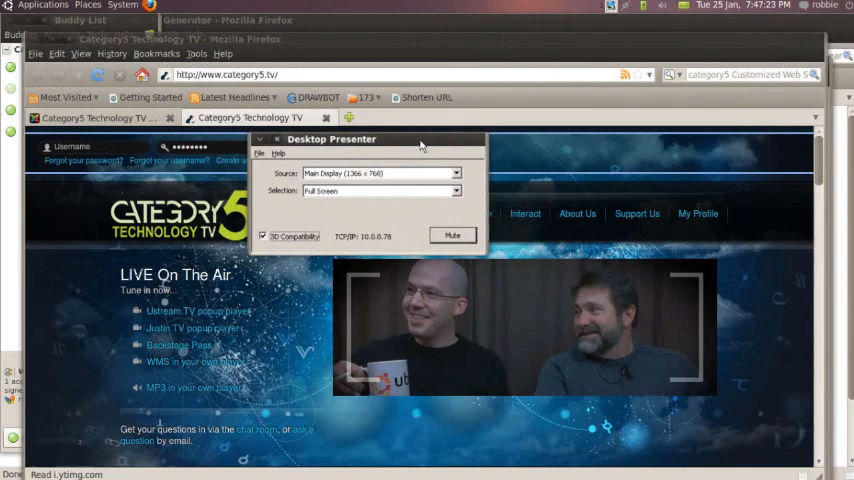 Applications Places System
Tue 25 Jan, 7:47:23 PM robbie
Buddy List
Generator - Mozilla Firefox
Category5 Technology TV - Mozilla Firefox
File Edit View History Bookmarks Tools Help
http://www.category5.tv/
category5 Customized Web S
Most Visited Getting Started Latest Headlines DRAWBOT 173 Shorten URL
Category5 Technology TV ...
Category5 Technology TV
Desktop Presenter
File Help
Source: Main Display (1366 x 768)
Selection: Full Screen
3D Compatibility TCP/IP: 10.0.0.78 Mute
Username
Forgot your password? Forgot your username? Create a
CATEGORY5
TECHNOLOGY TV
Interact About Us Support Us My Profile
LIVE On The Air
Tune in now...
Ustream.TV popup player
Justin.TV popup player
Backstage Pass
WMS in your own player
MP3 in your own player
Get your questions in via the chat room, or ask a
question by email.
Done
Read i.ytimg.com